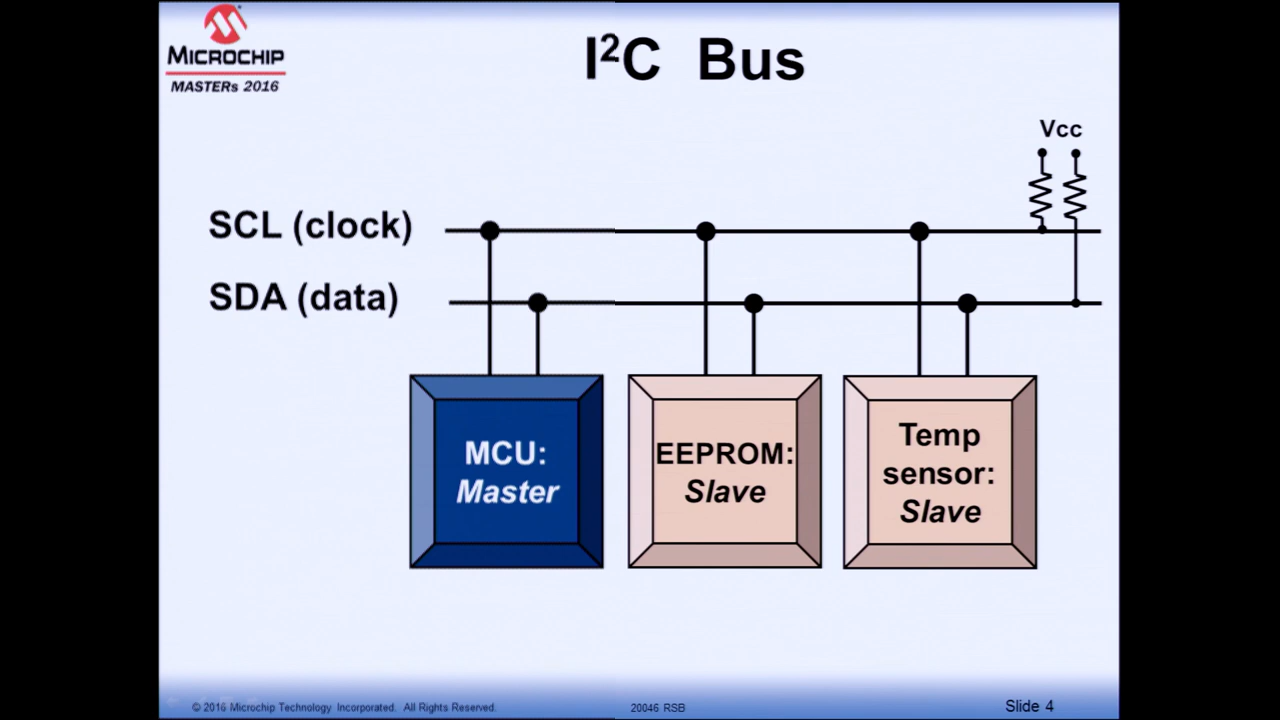 MICROCHIP
MASTERs 2016
I²C Bus
Vcc
SCL (clock)
SDA (data)
MCU:
Master
EEPROM:
Slave
Temp
sensor:
Slave
© 2016 Microchip Technology Incorporated. All Rights Reserved.
20046 RSB
Slide 4